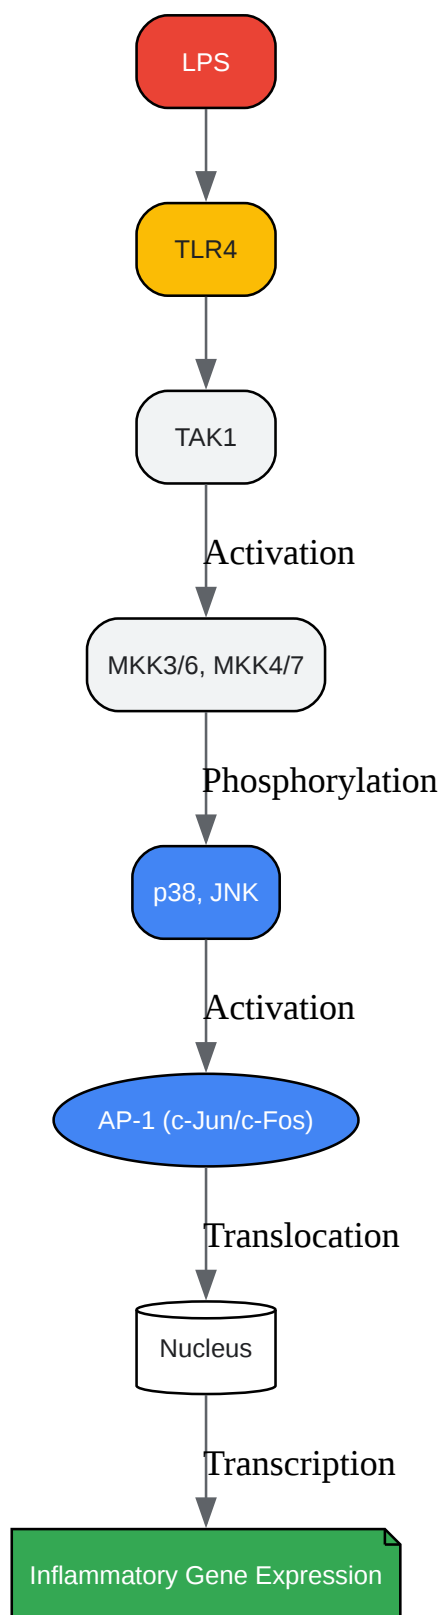 LPS
TLR4
TAK1
Activation
MKK3/6, MKK4/7
Phosphorylation
p38, JNK
Activation
AP-1 (c-Jun/c-Fos)
Translocation
Nucleus
Transcription
Inflammatory Gene Expression